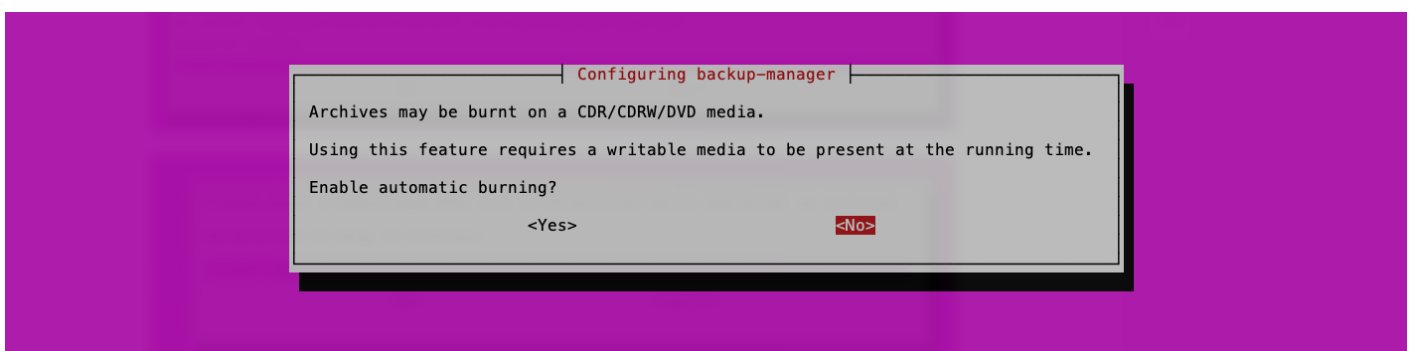 Configuring backup-manager
Archives may be burnt on a CDR/CDRW/DVD media.
Using this feature requires a writable media to be present at the running time.
Enable automatic burning?
<Yes> <No>